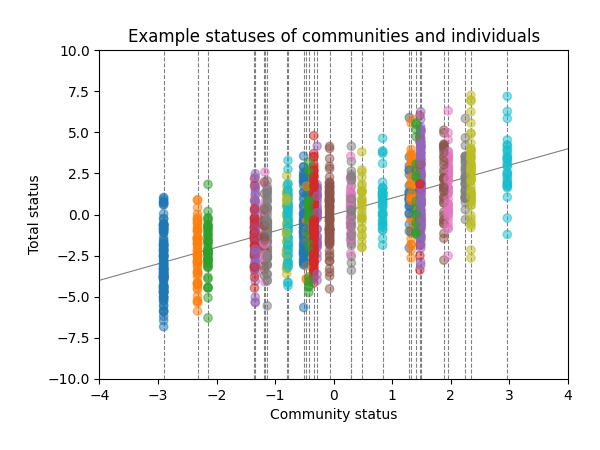 Example statuses of communities and individuals
10.0
7.5
5.0
2.5
0.0
−2.5
−5.0
−7.5
−10.0
Total status
−4 −3 −2 −1 0 1 2 3 4
Community status